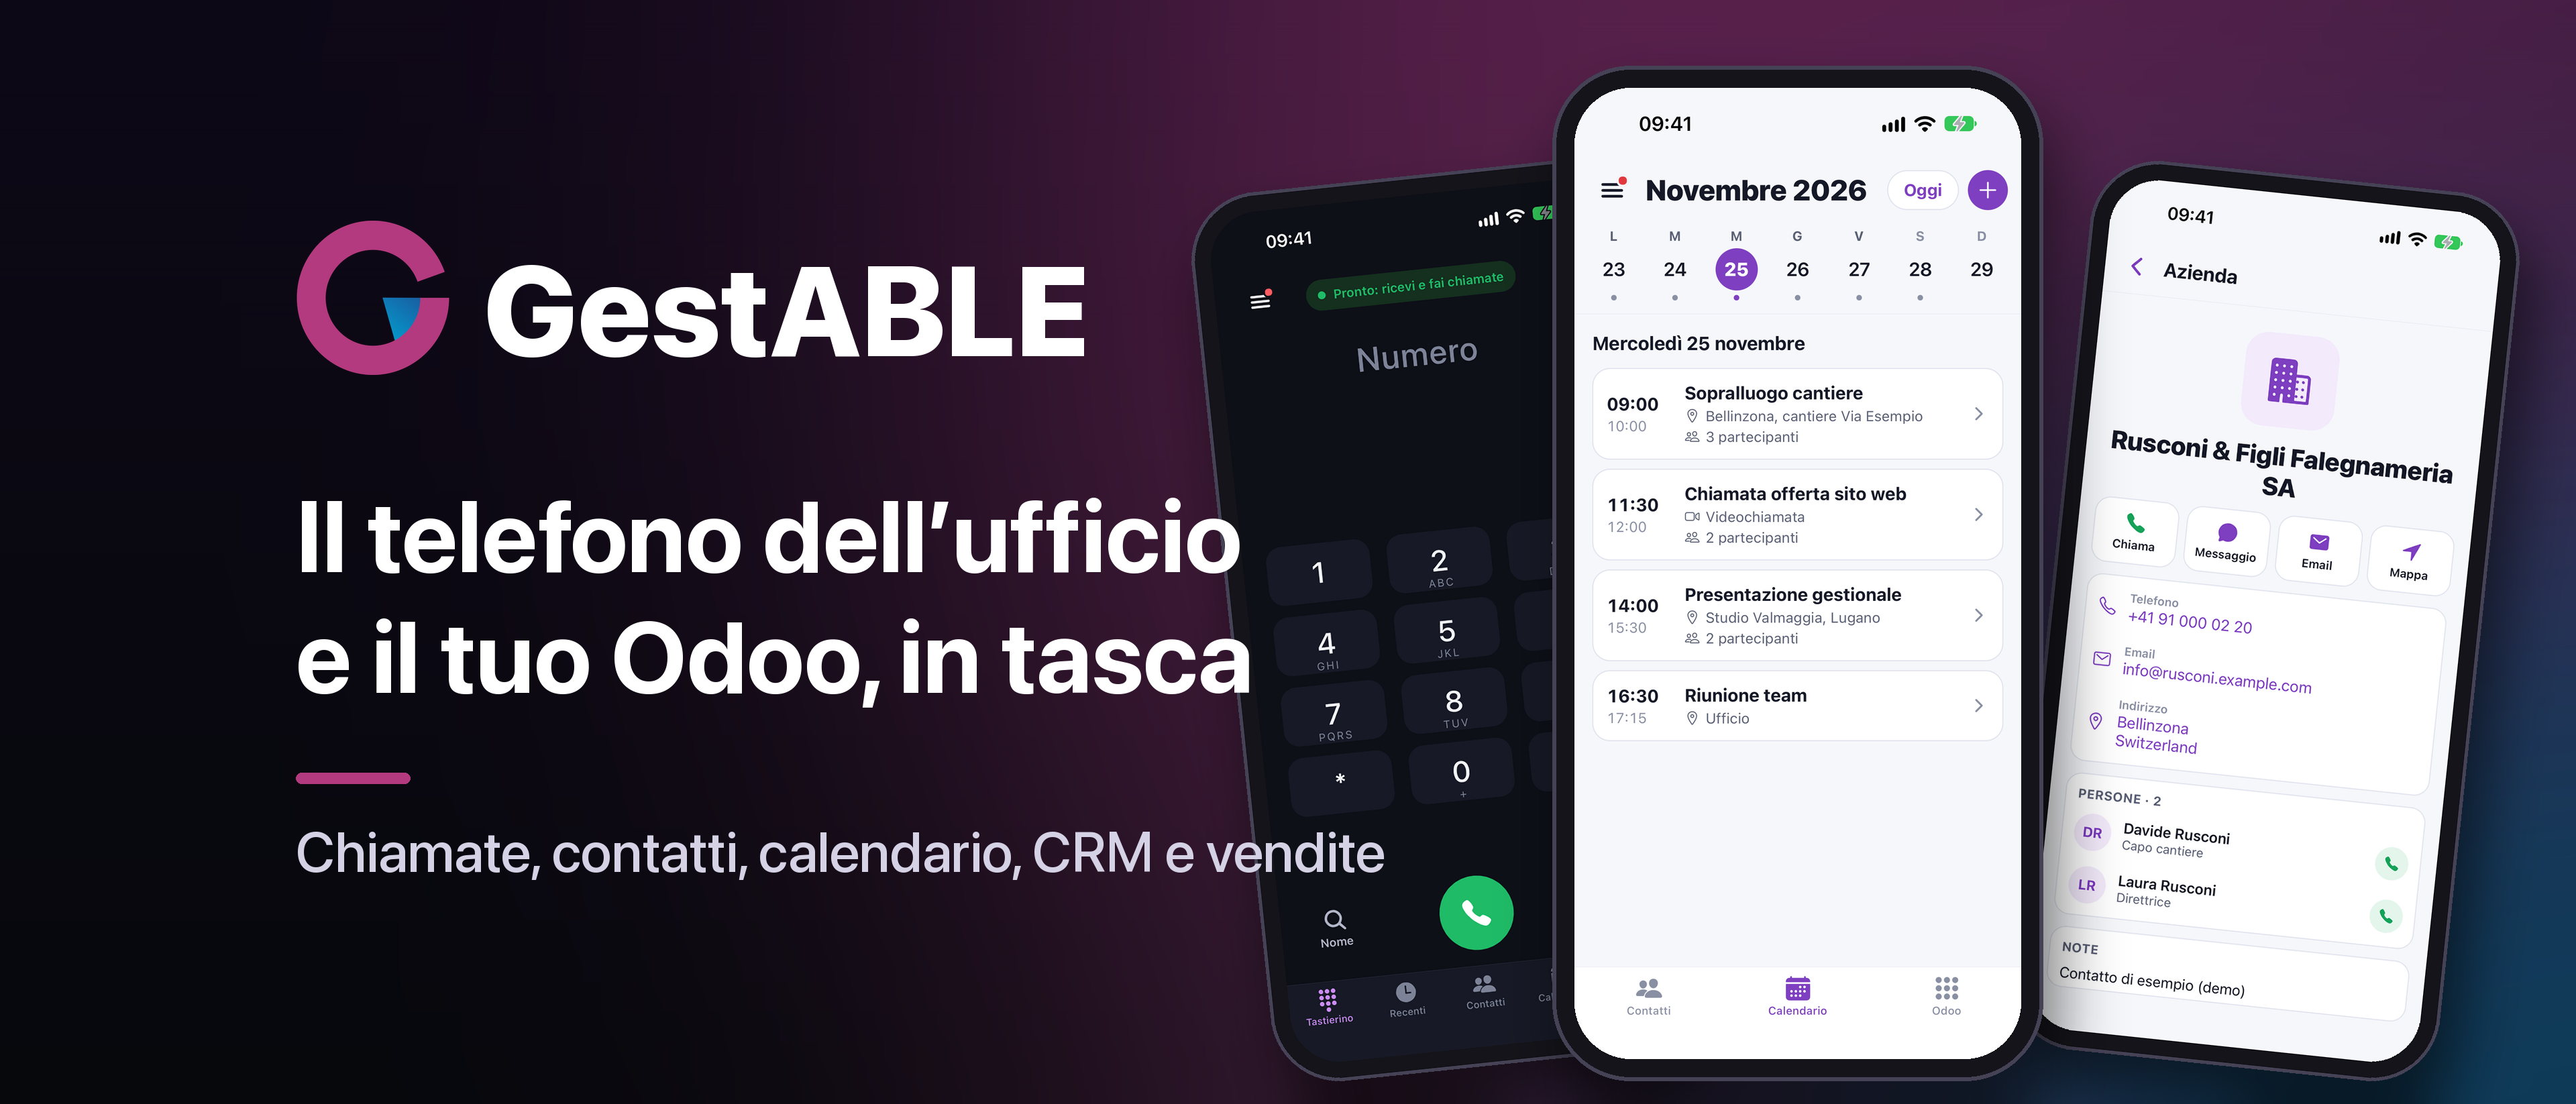 GestABLE
Il telefono dell’ufficio
e il tuo Odoo, in tasca
Chiamate, contatti, calendario, CRM e vendite
09:41
Pronto: ricevi e fai chiamate
Numero
1
2
ABC
4
GHI
5
JKL
7
PQRS
8
TUV
*
0
+
Nome
Tastierino
Recenti
Contatti
09:41
Novembre 2026
Oggi
L M M G V S D
23 24 25 26 27 28 29
Mercoledì 25 novembre
09:00
10:00
Sopralluogo cantiere
Bellinzona, cantiere Via Esempio
3 partecipanti
11:30
12:00
Chiamata offerta sito web
Videochiamata
2 partecipanti
14:00
15:30
Presentazione gestionale
Studio Valmaggia, Lugano
2 partecipanti
16:30
17:15
Riunione team
Ufficio
Contatti
Calendario
Odoo
09:41
Azienda
Rusconi & Figli Falegnameria
SA
Chiama
Messaggio
Email
Mappa
Telefono
+41 91 000 02 20
Email
info@rusconi.example.com
Indirizzo
Bellinzona
Switzerland
PERSONE · 2
DR
Davide Rusconi
Capo cantiere
LR
Laura Rusconi
Direttrice
NOTE
Contatto di esempio (demo)